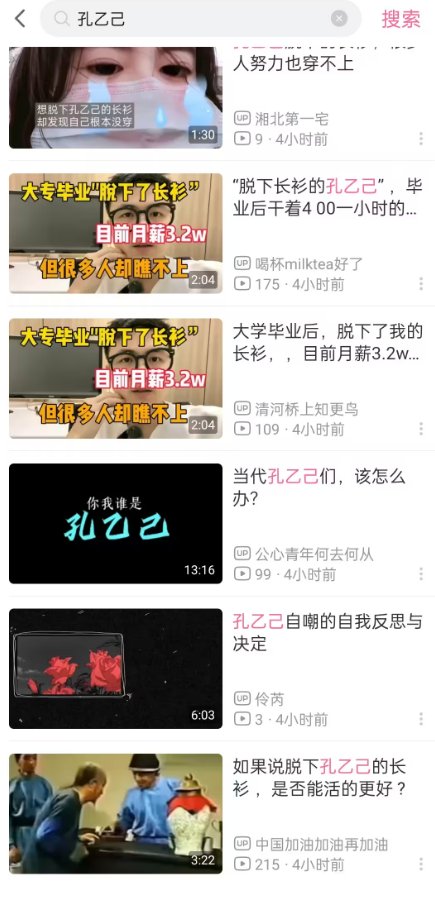 孔乙己
搜索
人努力也穿不上
想脱下孔乙己的长衫
却发现自己根本没穿
1:30
湘北第一宅
9 · 4小时前
大专毕业"脱下了长衫"
目前月薪3.2w
但很多人却瞧不上
2:04
“脱下长衫的孔乙己”，毕
业后干着4 00一小时的...
喝杯milktea好了
175 · 4小时前
大专毕业"脱下了长衫"
目前月薪3.2w
但很多人却瞧不上
2:04
大学毕业后，脱下了我的
长衫，，目前月薪3.2w...
清河桥上知更鸟
109 · 4小时前
你我谁是
孔乙己
13:16
当代孔乙己们，该怎么
办？
公心青年何去何从
99 · 4小时前
6:03
孔乙己自嘲的自我反思与
决定
伶芮
3 · 4小时前
3:22
如果说脱下孔乙己的长
衫 ，是否能活的更好？
中国加油加油再加油
215 · 4小时前